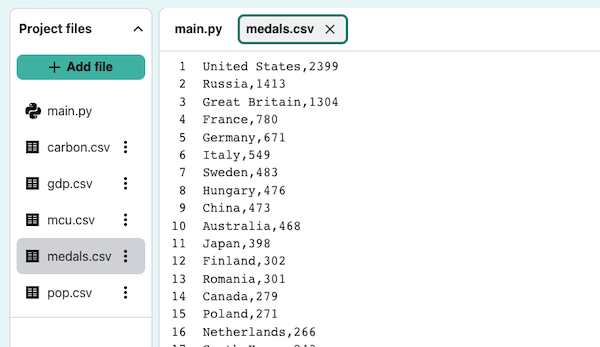 Project files
+ Add file
main.py
carbon.csv
gdp.csv
mcu.csv
medals.csv
pop.csv
main.py
medals.csv
1 United States,2399
2 Russia,1413
3 Great Britain,1304
4 France,780
5 Germany,671
6 Italy,549
7 Sweden,483
8 Hungary,476
9 China,473
10 Australia,468
11 Japan,398
12 Finland,302
13 Romania,301
14 Canada,279
15 Poland,271
16 Netherlands,266